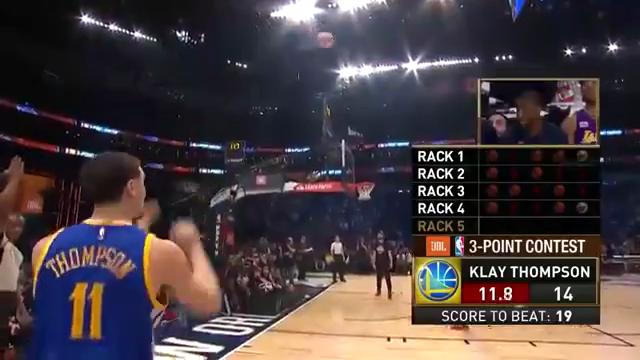 RACK 1
RACK 2
RACK 3
RACK 4
RACK 5
JBL 3-POINT CONTEST
KLAY THOMPSON
11.8 14
SCORE TO BEAT: 19
THOMPSON
11